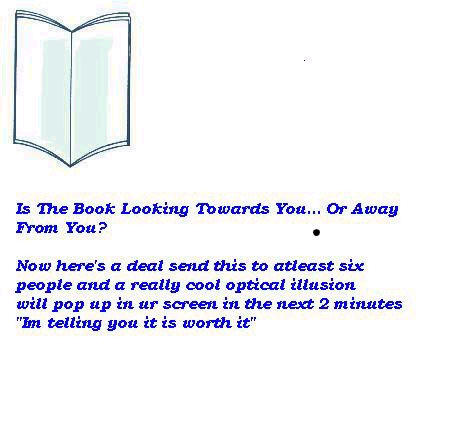 Is The Book Looking Towards You... Or Away
From You?
Now here's a deal send this to atleast six
people and a really cool optical illusion
will pop up in ur screen in the next 2 minutes
"Im telling you it is worth it"